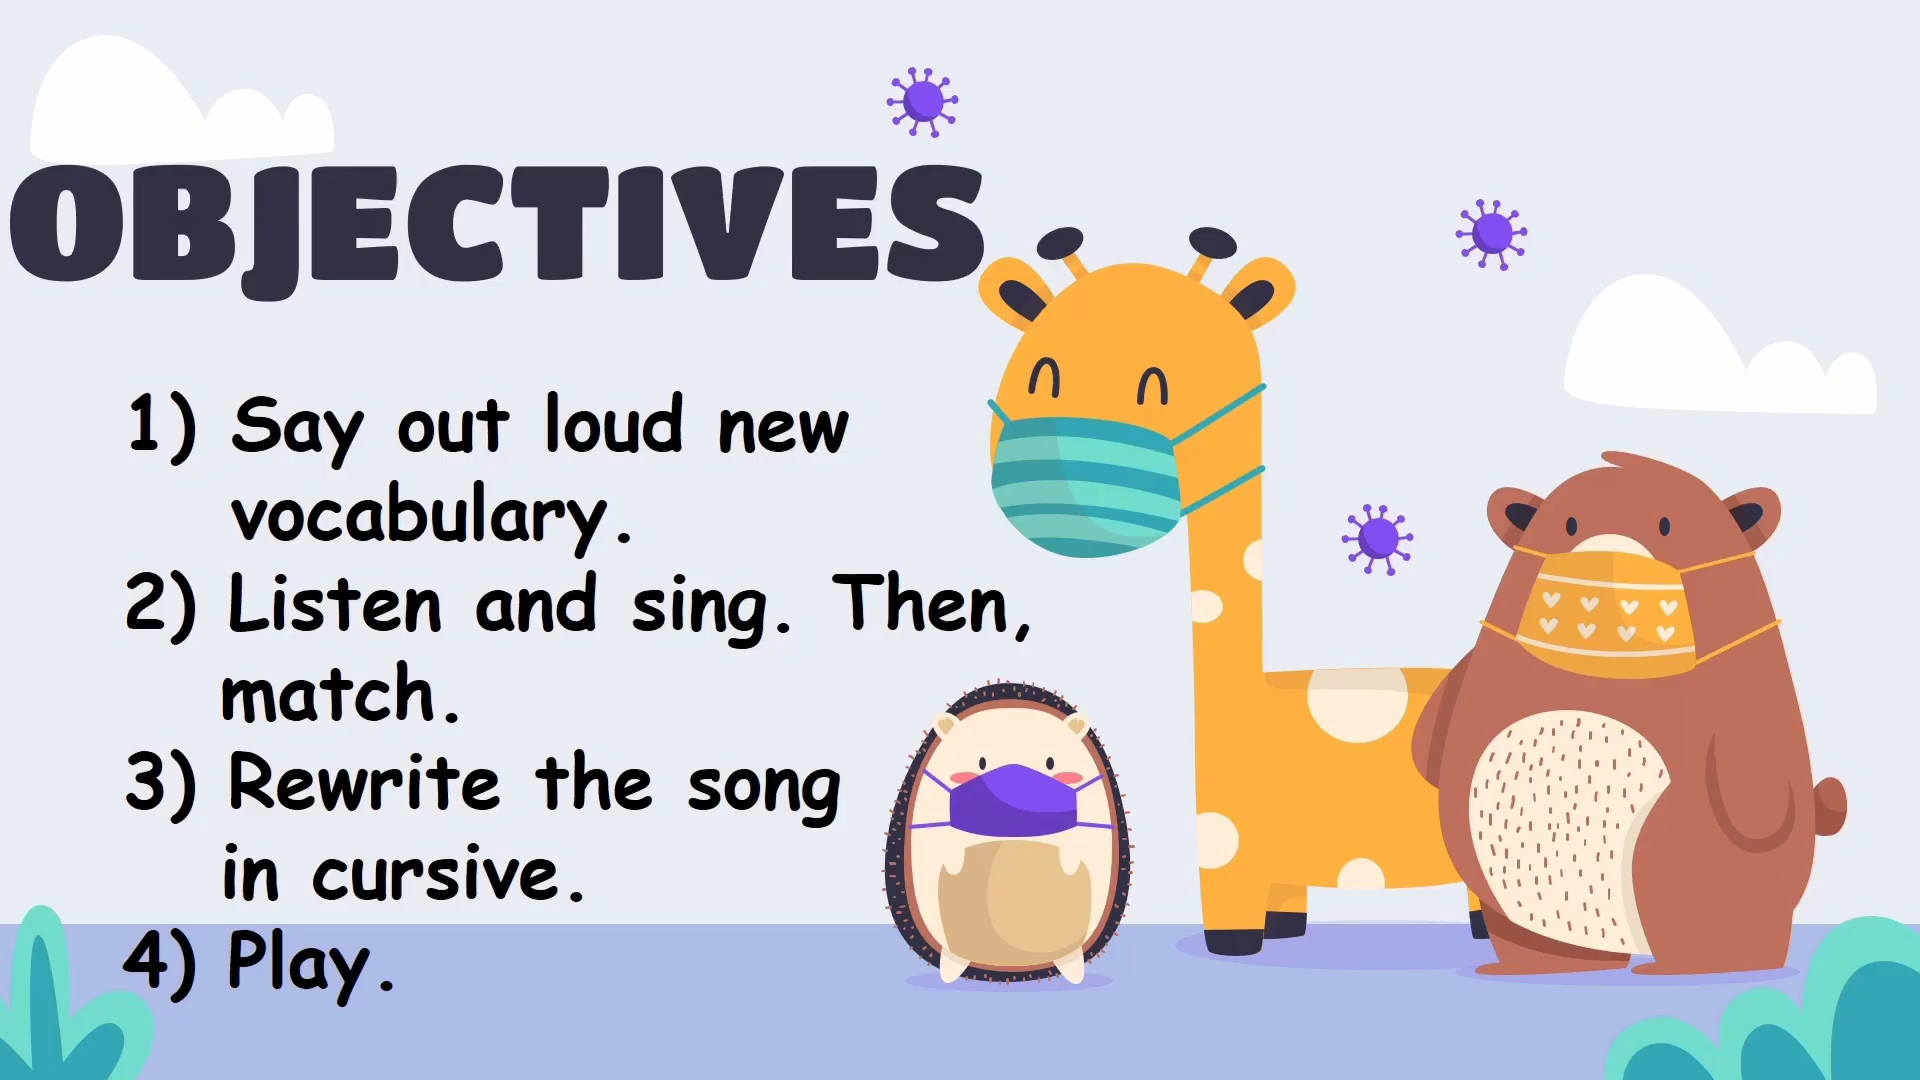 OBJECTIVES
1) Say out loud new
vocabulary.
2) Listen and sing. Then,
match.
3) Rewrite the song
in cursive.
4) Play.